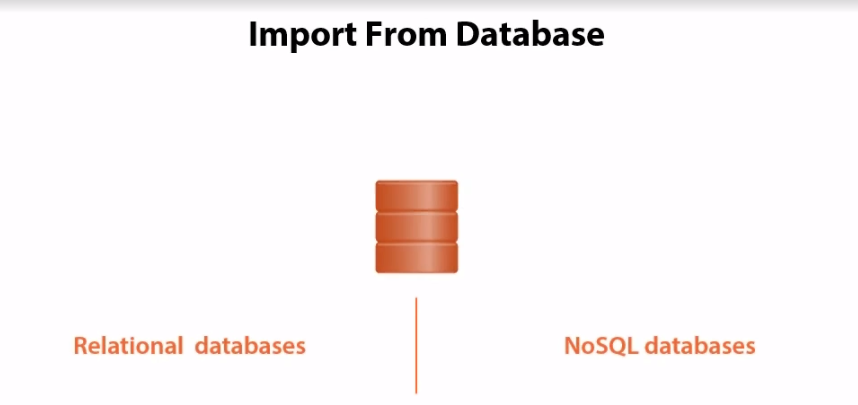 Import From Database
Relational databases
NoSQL databases